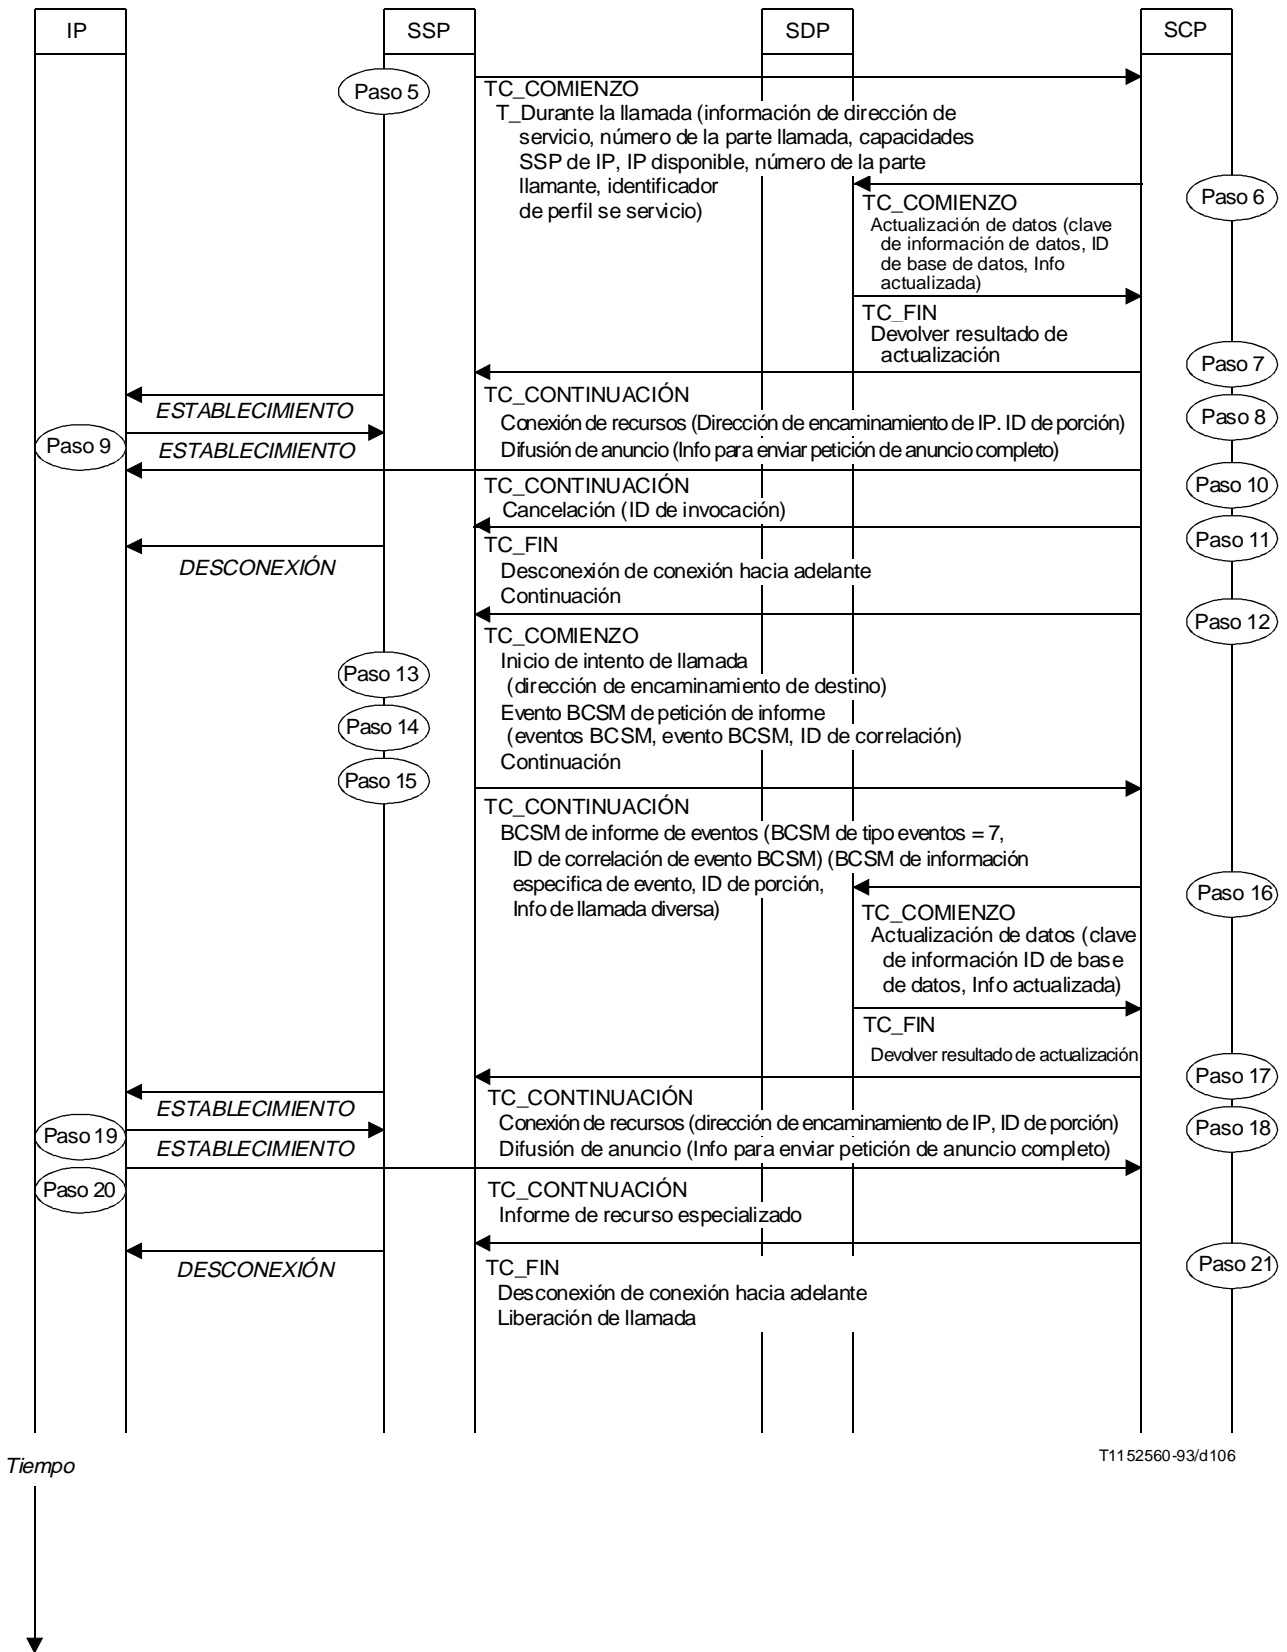 IP
SSP
SDP
SCP
Paso 5
TC_COMIENZO
T_Durante la llamada (información de dirección de
servicio, número de la parte llamada, capacidades
SSP de IP, IP disponible, número de la parte
llamante, identificador
de perfil se servicio)
Paso 6
TC_COMIENZO
Actualización de datos (clave
de información de datos, ID
de base de datos, Info
actualizada)
TC_FIN
Devolver resultado de
actualización
Paso 7
TC_CONTINUACIÓN
ESTABLECIMIENTO
Conexión de recursos (Dirección de encaminamiento de IP. ID de porción)
Paso 8
Paso 9
ESTABLECIMIENTO
Difusión de anuncio (Info para enviar petición de anuncio completo)
TC_CONTINUACIÓN
Paso 10
Cancelación (ID de invocación)
Paso 11
TC_FIN
DESCONEXIÓN
Desconexión de conexión hacia adelante
Continuación
Paso 12
TC_COMIENZO
Inicio de intento de llamada
Paso 13
(dirección de encaminamiento de destino)
Evento BCSM de petición de informe
Paso 14
(eventos BCSM, evento BCSM, ID de correlación)
Continuación
Paso 15
TC_CONTINUACIÓN
BCSM de informe de eventos (BCSM de tipo eventos = 7,
ID de correlación de evento BCSM) (BCSM de información
especifica de evento, ID de porción,
Info de llamada diversa)
Paso 16
TC_COMIENZO
Actualización de datos (clave
de información ID de base
de datos, Info actualizada)
TC_FIN
Devolver resultado de actualización
Paso 17
TC_CONTINUACIÓN
ESTABLECIMIENTO
Conexión de recursos (dirección de encaminamiento de IP, ID de porción)
Paso 18
Paso 19
ESTABLECIMIENTO
Difusión de anuncio (Info para enviar petición de anuncio completo)
Paso 20
TC_CONTNUACIÓN
Informe de recurso especializado
DESCONEXIÓN
TC_FIN
Paso 21
Desconexión de conexión hacia adelante
Liberación de llamada
T1152560-93/d106
Tiempo